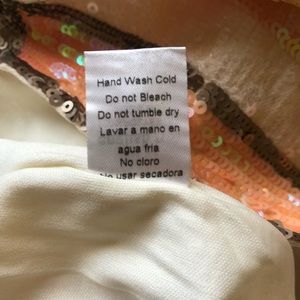 Hand Wash Cold
Do not Bleach
Do not tumble dry
Lavar a mano en
agua fria
No cloro
No usar secadora